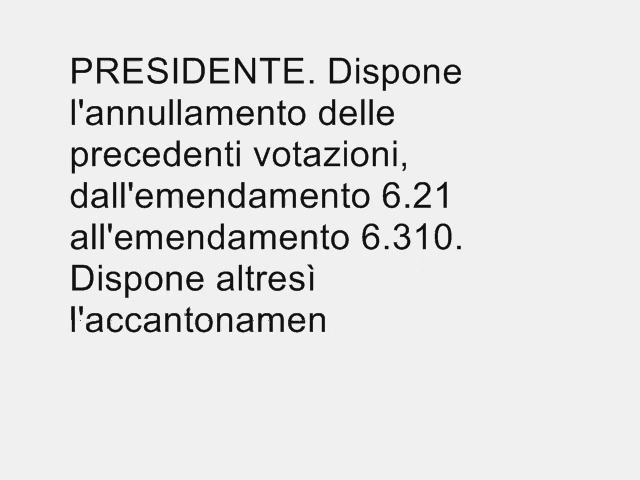 PRESIDENTE. Dispone
l'annullamento delle
precedenti votazioni,
dall'emendamento 6.21
all'emendamento 6.310.
Dispone altresì
l'accantonamen